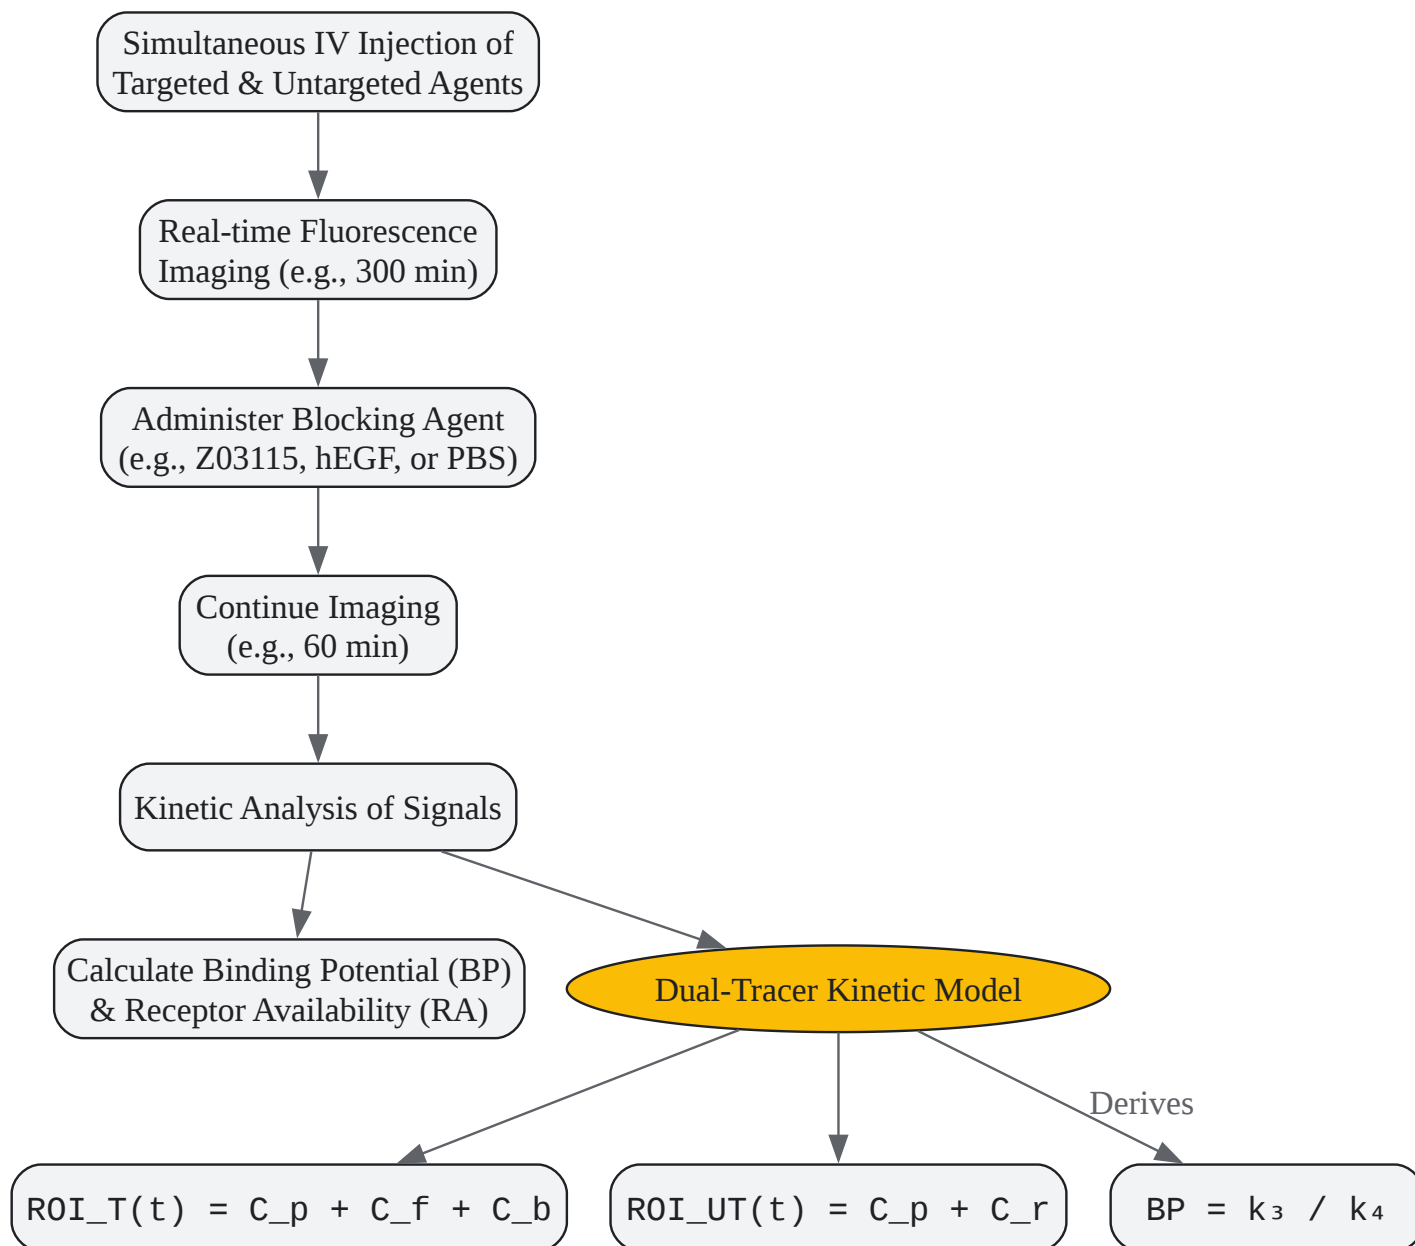 Simultaneous IV Injection of
Targeted & Untargeted Agents
Real-time Fluorescence
Imaging (e.g., 300 min)
Administer Blocking Agent
(e.g., Z03115, hEGF, or PBS)
Continue Imaging
(e.g., 60 min)
Kinetic Analysis of Signals
Calculate Binding Potential (BP)
& Receptor Availability (RA)
Dual-Tracer Kinetic Model
Derives
ROI_T(t) = C_p + C_f + C_b
ROI_UT(t) = C_p + C_r
BP = k₃ / k₄